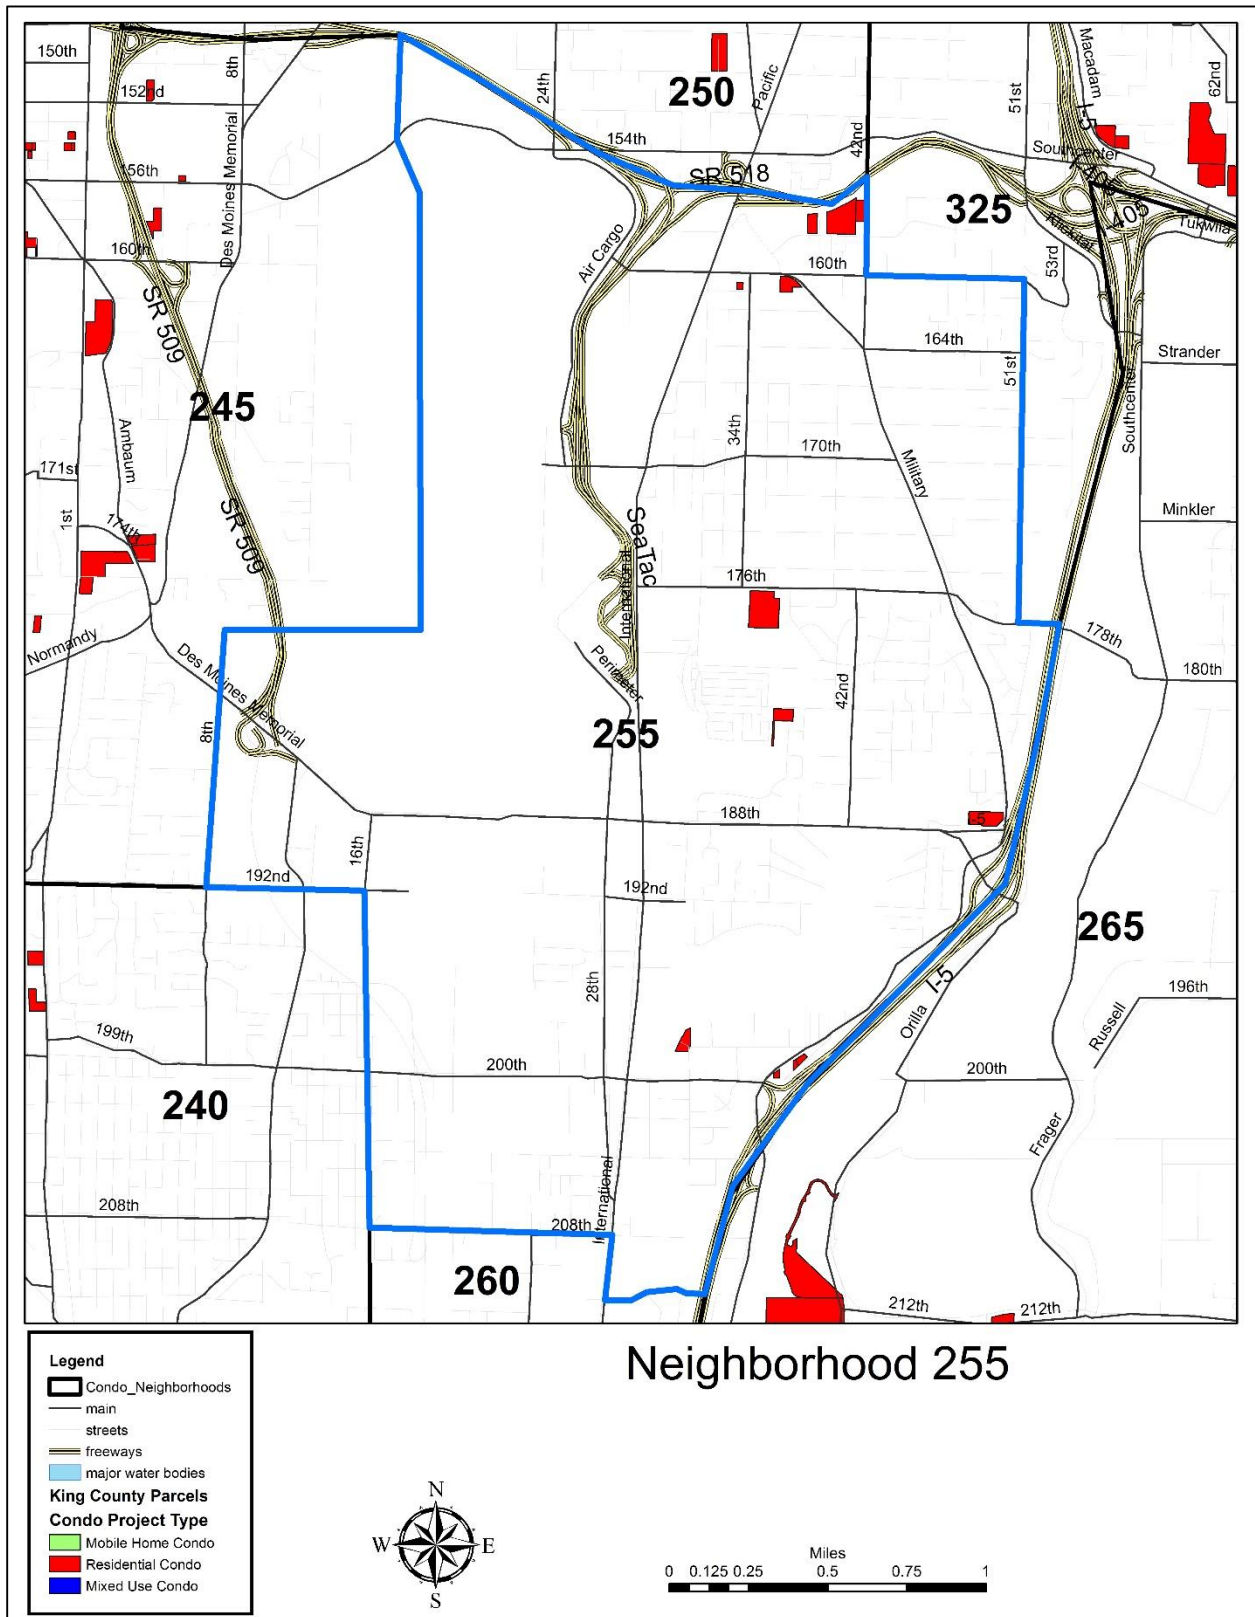 150th
8th
24th
250
Pacific
51st
Macadam
I-5
62nd
152nd
Des Moines Memorial
154th
42nd
Southcenter
156th
SR 518
325
405
Tukwila
Klickitat
53rd
160th
Air Cargo
160th
SR 509
164th
Strander
51st
Southcenter
245
Ambaum
34th
170th
Military
171st
1st
174th
SR 509
SeaTac
International
Minkler
176th
Normandy
Des Moines Memorial
Perimeter
42nd
178th
180th
8th
255
188th
I-5
16th
192nd
192nd
265
28th
Orilla
I-5
196th
Russell
199th
200th
200th
240
Frager
208th
International
208th
260
212th
212th
Neighborhood 255
Legend
Condo_Neighborhoods
main
streets
freeways
major water bodies
King County Parcels
Condo Project Type
Mobile Home Condo
Residential Condo
Mixed Use Condo
N
W
E
S
Miles
0 0.125 0.25 0.5 0.75 1